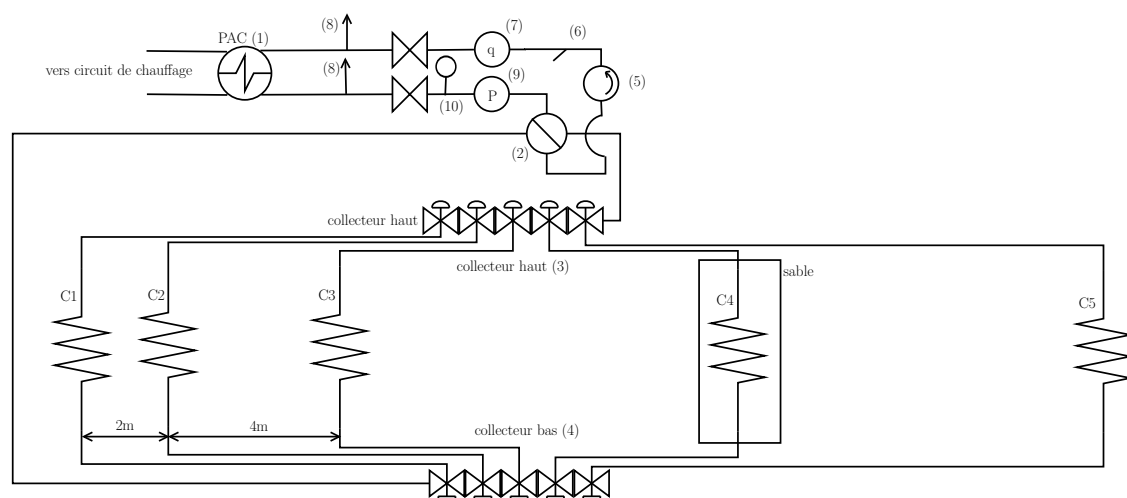 (8)
(7)
(6)
PAC (1)
q
vers circuit de chauffage
(8)
(9)
(5)
P
(10)
(2)
collecteur haut
collecteur haut (3)
sable
C1
C2
C3
C4
C5
2m
4m
collecteur bas (4)